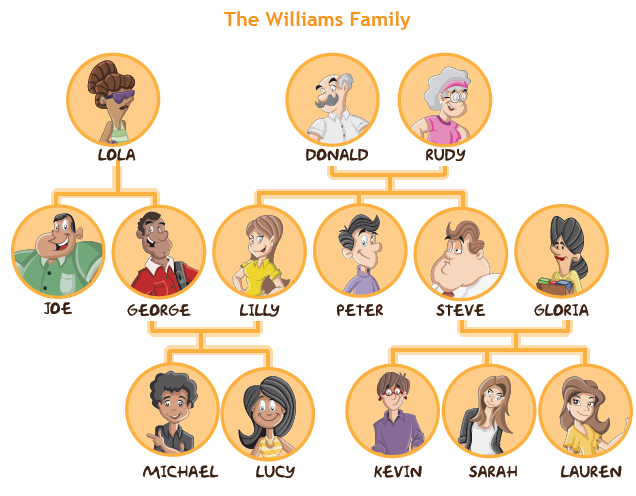 The Williams Family
LOLA
DONALD
RUDY
JOE
GEORGE
LILLY
PETER
STEVE
GLORIA
MICHAEL
LUCY
KEVIN
SARAH
LAUREN